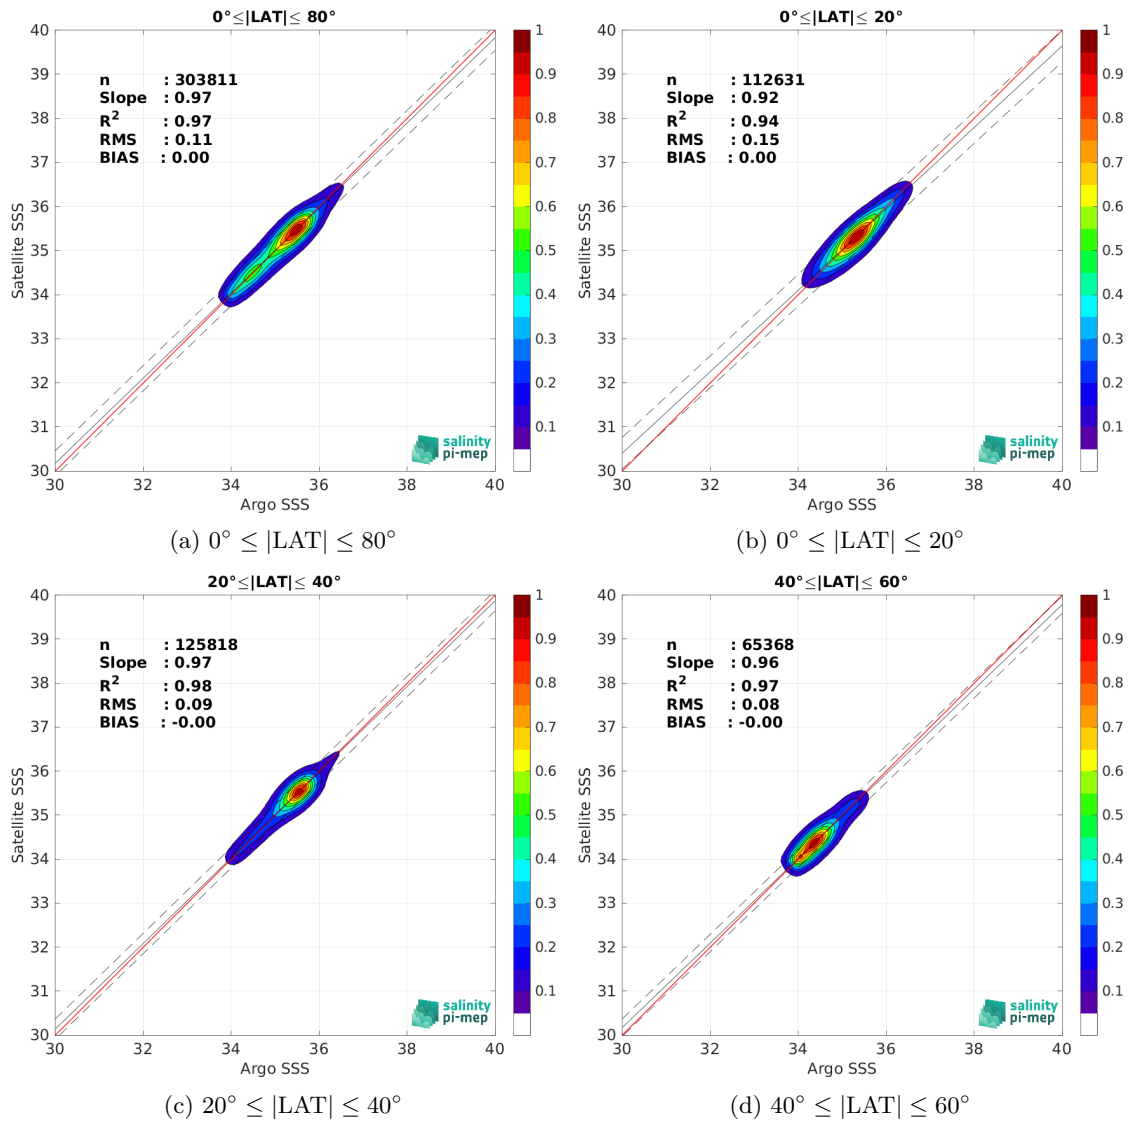 0°≤|LAT|≤ 80°
40
39
38
37
36
35
34
33
32
31
30
Satellite SSS
n : 303811
Slope : 0.97
R² : 0.97
RMS : 0.11
BIAS : 0.00
salinity
pi-mep
30 32 34 36 38 40
Argo SSS
1
0.9
0.8
0.7
0.6
0.5
0.4
0.3
0.2
0.1
(a) 0° ≤ |LAT| ≤ 80°
0°≤|LAT|≤ 20°
40
39
38
37
36
35
34
33
32
31
30
Satellite SSS
n : 112631
Slope : 0.92
R² : 0.94
RMS : 0.15
BIAS : 0.00
salinity
pi-mep
30 32 34 36 38 40
Argo SSS
1
0.9
0.8
0.7
0.6
0.5
0.4
0.3
0.2
0.1
(b) 0° ≤ |LAT| ≤ 20°
20°≤|LAT|≤ 40°
40
39
38
37
36
35
34
33
32
31
30
Satellite SSS
n : 125818
Slope : 0.97
R² : 0.98
RMS : 0.09
BIAS : -0.00
salinity
pi-mep
30 32 34 36 38 40
Argo SSS
1
0.9
0.8
0.7
0.6
0.5
0.4
0.3
0.2
0.1
(c) 20° ≤ |LAT| ≤ 40°
40°≤|LAT|≤ 60°
40
39
38
37
36
35
34
33
32
31
30
Satellite SSS
n : 65368
Slope : 0.96
R² : 0.97
RMS : 0.08
BIAS : -0.00
salinity
pi-mep
30 32 34 36 38 40
Argo SSS
1
0.9
0.8
0.7
0.6
0.5
0.4
0.3
0.2
0.1
(d) 40° ≤ |LAT| ≤ 60°